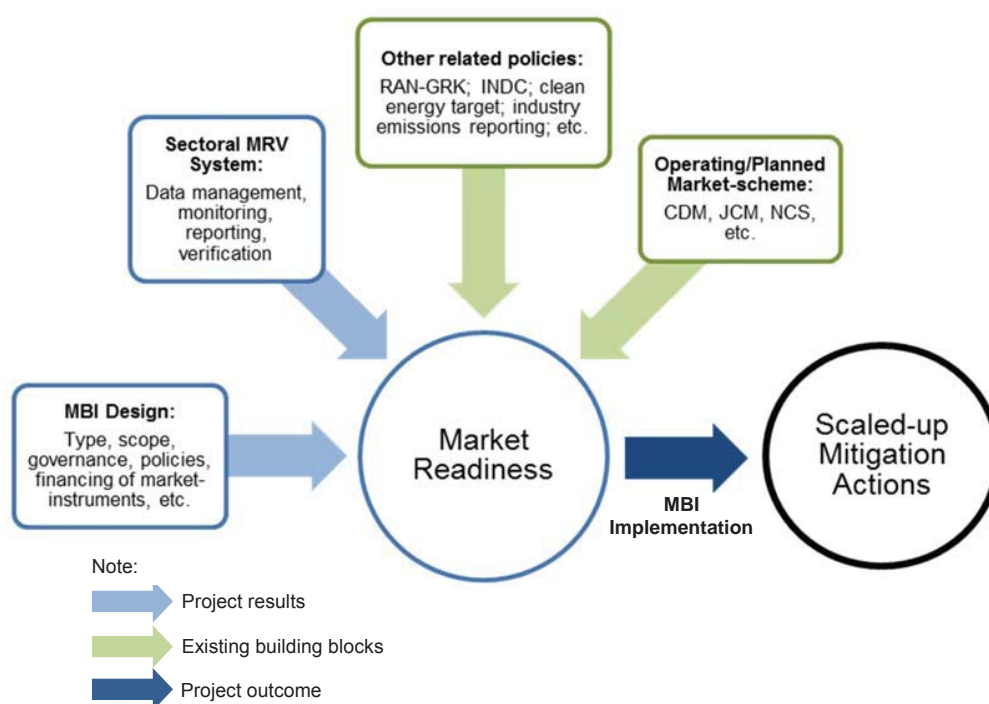 Other related policies:
RAN-GRK; INDC; clean
energy target; industry
emissions reporting; etc.
Sectoral MRV
System:
Data management,
monitoring,
reporting,
verification
Operating/Planned
Market-scheme:
CDM, JCM, NCS,
etc.
MBI Design:
Type, scope,
governance, policies,
financing of market-
instruments, etc.
Market
Readiness
MBI
Implementation
Scaled-up
Mitigation
Actions
Note:
Project results
Existing building blocks
Project outcome